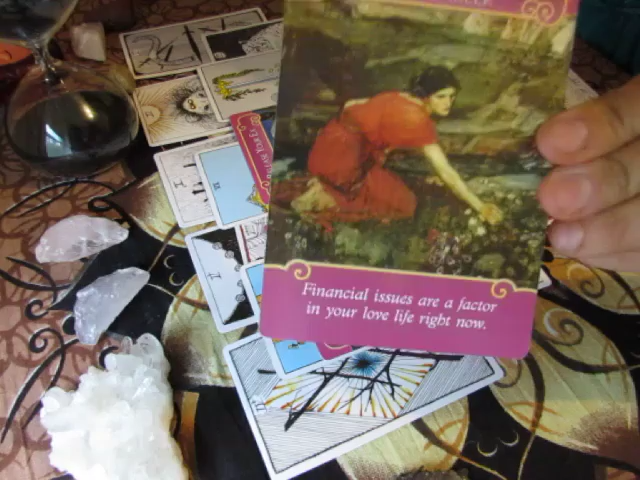 Financial issues are a factor
in your love life right now.